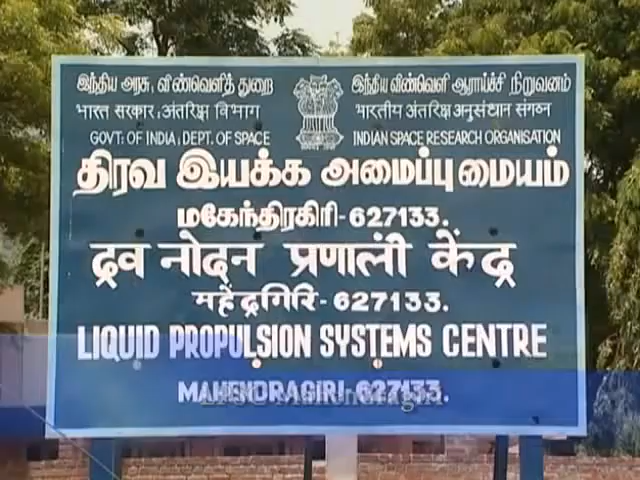 இந்திய அரசு, விண்வெளித் துறை
இந்திய விண்வெளி ஆராய்ச்சி நிறுவனம்
भारत सरकार, अंतरिक्ष विभाग
भारतीय अंतरिक्ष अनुसंधान संगठन
GOVT: OF INDIA, DEPT. OF SPACE
INDIAN SPACE RESEARCH ORGANISATION
திரவ இயக்க அமைப்பு மையம்
மகேந்திரகிரி-627133.
द्रव नोदन प्रणाली केंद्र
महेंद्रगिरि-627133.
LIQUID PROPULSION SYSTEMS CENTRE
MAHENDRAGIRI-627133.
LPSC Mahendragiri